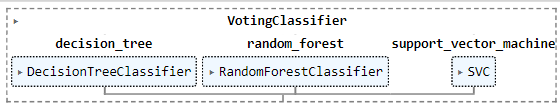 VotingClassifier
decision_tree random_forest support_vector_machine
DecisionTreeClassifier RandomForestClassifier SVC